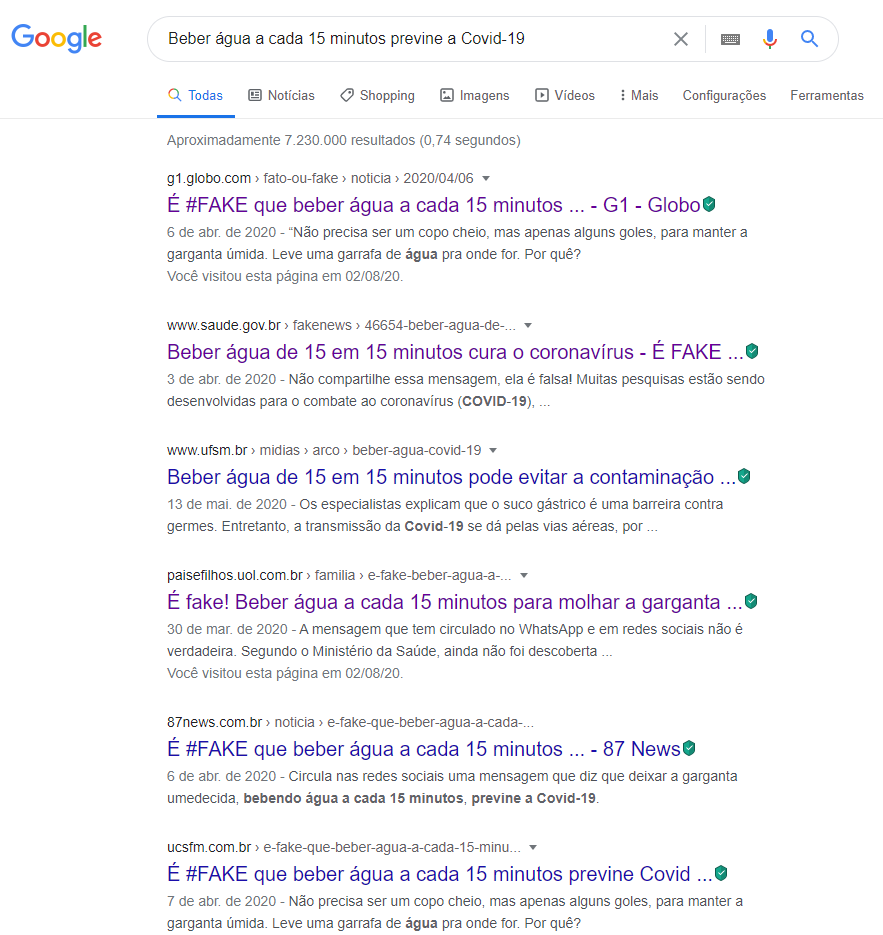 Google
Beber água a cada 15 minutos previne a Covid-19
Todas Notícias Shopping Imagens Vídeos Mais Configurações Ferramentas
Aproximadamente 7.230.000 resultados (0,74 segundos)
g1.globo.com › fato-ou-fake › noticia › 2020/04/06
É #FAKE que beber água a cada 15 minutos ... - G1 - Globo
6 de abr. de 2020 - “Não precisa ser um copo cheio, mas apenas alguns goles, para manter a
garganta úmida. Leve uma garrafa de água pra onde for. Por quê?
Você visitou esta página em 02/08/20.
www.saude.gov.br › fakenews › 46654-beber-agua-de-...
Beber água de 15 em 15 minutos cura o coronavírus - É FAKE ...
3 de abr. de 2020 - Não compartilhe essa mensagem, ela é falsa! Muitas pesquisas estão sendo
desenvolvidas para o combate ao coronavírus (COVID-19), ...
www.ufsm.br › midias › arco › beber-agua-covid-19
Beber água de 15 em 15 minutos pode evitar a contaminação ...
13 de mai. de 2020 - Os especialistas explicam que o suco gástrico é uma barreira contra
germes. Entretanto, a transmissão da Covid-19 se dá pelas vias aéreas, por ...
paisefilhos.uol.com.br › familia › e-fake-beber-agua-a-...
É fake! Beber água a cada 15 minutos para molhar a garganta ...
30 de mar. de 2020 - A mensagem que tem circulado no WhatsApp e em redes sociais não é
verdadeira. Segundo o Ministério da Saúde, ainda não foi descoberta ...
Você visitou esta página em 02/08/20.
87news.com.br › noticia › e-fake-que-beber-agua-a-cada-...
É #FAKE que beber água a cada 15 minutos ... - 87 News
6 de abr. de 2020 - Circula nas redes sociais uma mensagem que diz que deixar a garganta
umedecida, bebendo água a cada 15 minutos, previne a Covid-19.
ucsfm.com.br › e-fake-que-beber-agua-a-cada-15-minu...
É #FAKE que beber água a cada 15 minutos previne Covid ...
7 de abr. de 2020 - Não precisa ser um copo cheio, mas apenas alguns goles, para manter a
garganta úmida. Leve uma garrafa de água pra onde for. Por quê?